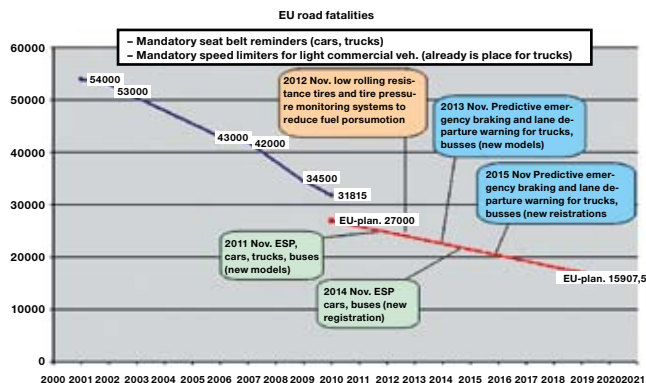 EU road fatalities
– Mandatory seat belt reminders (cars, trucks)
– Mandatory speed limiters for light commercial veh. (already is place for trucks)
60000
50000
40000
30000
20000
10000
0
54000
53000
43000
42000
34500
31815
2012 Nov. low rolling resis-
tance tires and tire pressu-
re monitoring systems to
reduce fuel porsumotion
2013 Nov. Predictive emer-
gency braking and lane de-
parture warning for trucks,
busses (new models)
2015 Nov Predictive emer-
gency braking and lane de-
parture warning for trucks,
busses (new reistrations
EU-plan. 27000
2011 Nov. ESP,
cars, trucks, buses
(new models)
2014 Nov. ESP
cars, buses (new
registration)
EU-plan. 15907,5
2000 2001 2002 2003 2004 2005 2006 2007 2008 2009 2010 2011 2012 2013 2014 2015 2016 2017 2018 2019 2020 2021